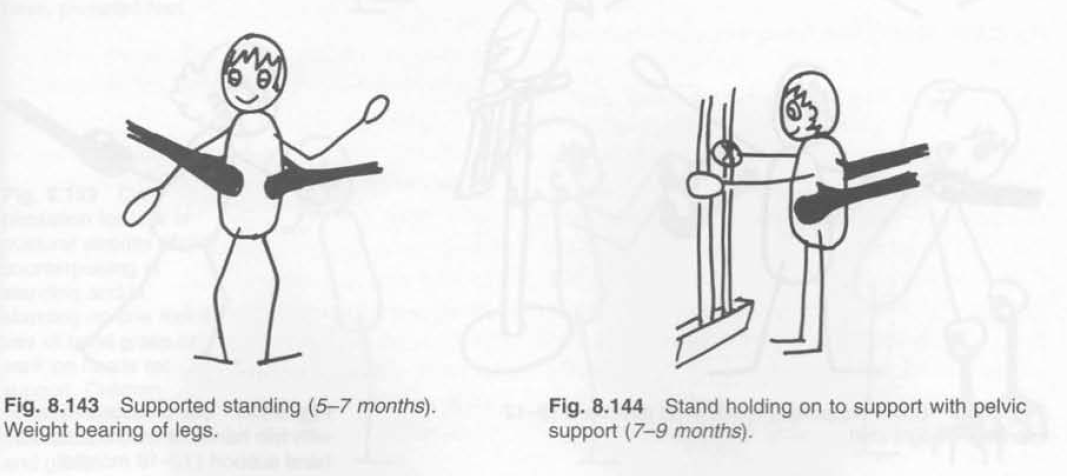 Fig. 8.143 Supported standing (5–7 months).
Weight bearing of legs.
Fig. 8.144 Stand holding on to support with pelvic
support (7–9 months).